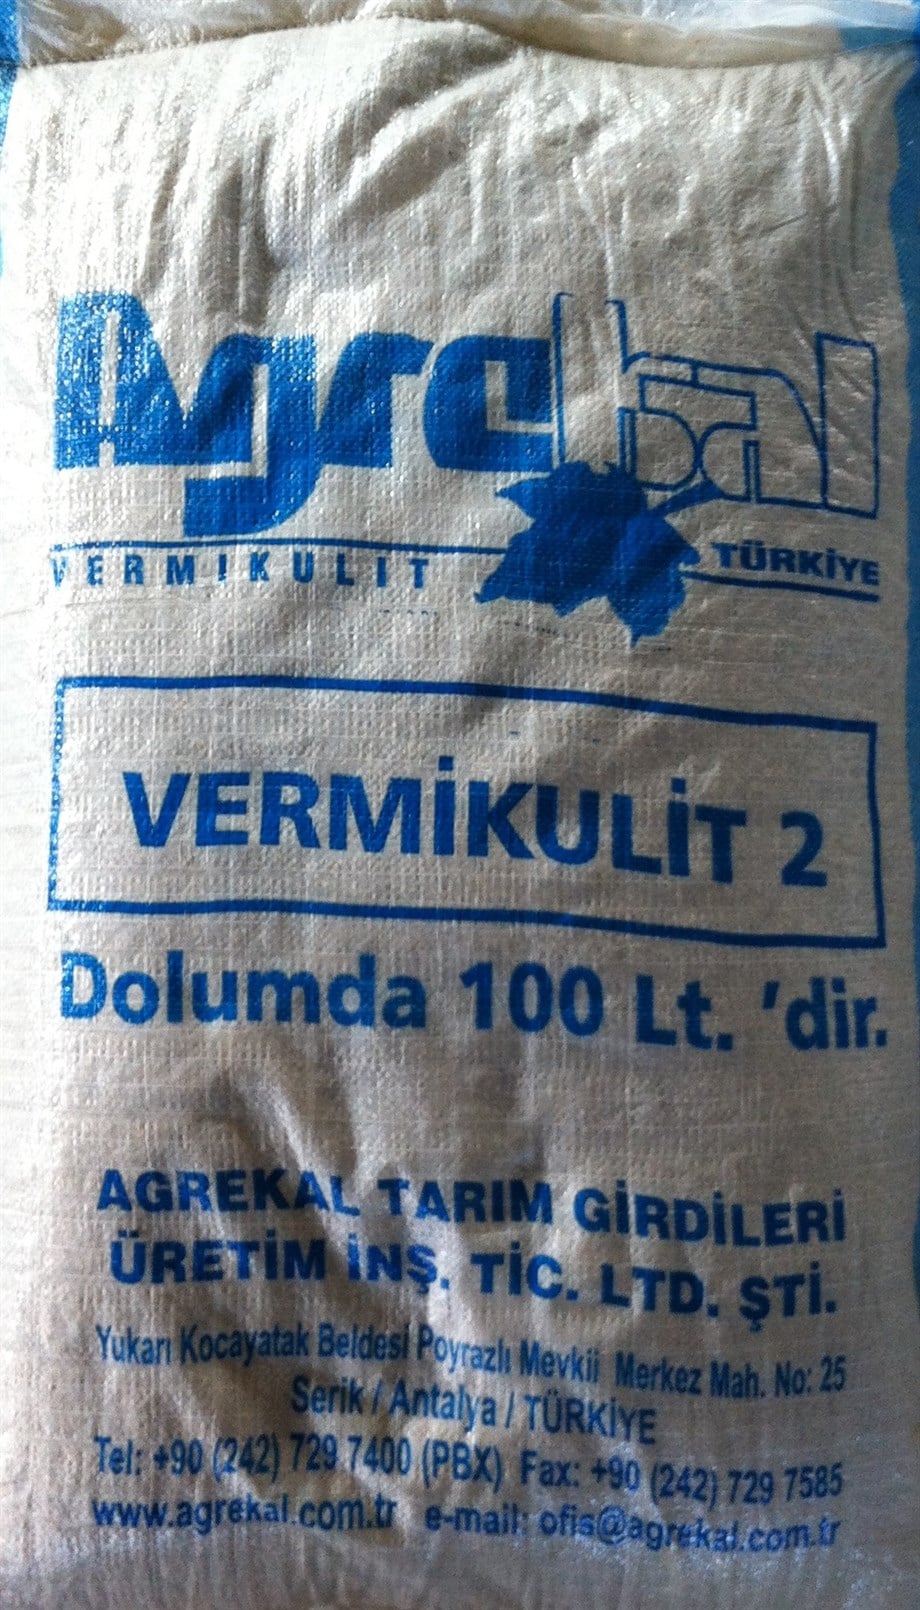 Agrekal
VERMIKULIT TÜRKİYE
VERMİKULİT 2
Dolumda 100 Lt. 'dir.
AGREKAL TARIM GİRDİLERİ
ÜRETİM İNŞ. TİC. LTD. ŞTİ.
Yukarı Kocayatak Beldesi Poyrazlı Mevkii Merkez Mah. No: 25
Serik / Antalya / TÜRKİYE
Tel: +90 (242) 729 7400 (PBX) Fax: +90 (242) 729 7585
www.agrekal.com.tr e-mail: ofis@agrekal.com.tr